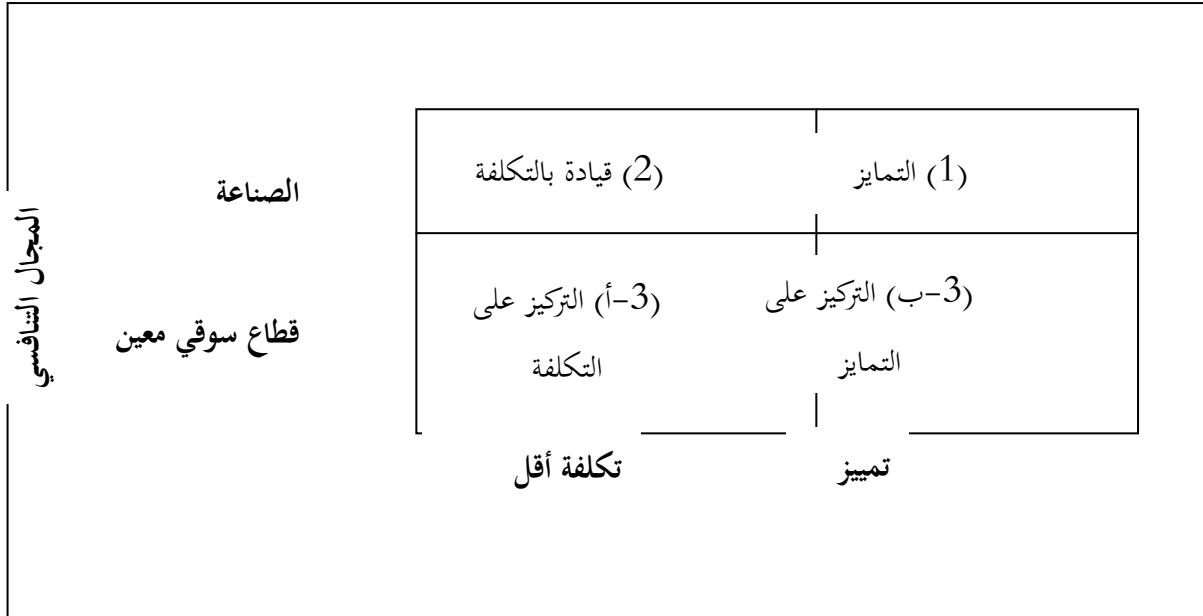 المجال التنافسي
الصناعة
(1) التمايز
(2) قيادة بالتكلفة
قطاع سوقي معين
(3-ب) التركيز على
التمايز
(3-أ) التركيز على
التكلفة
تمييز
تكلفة أقل